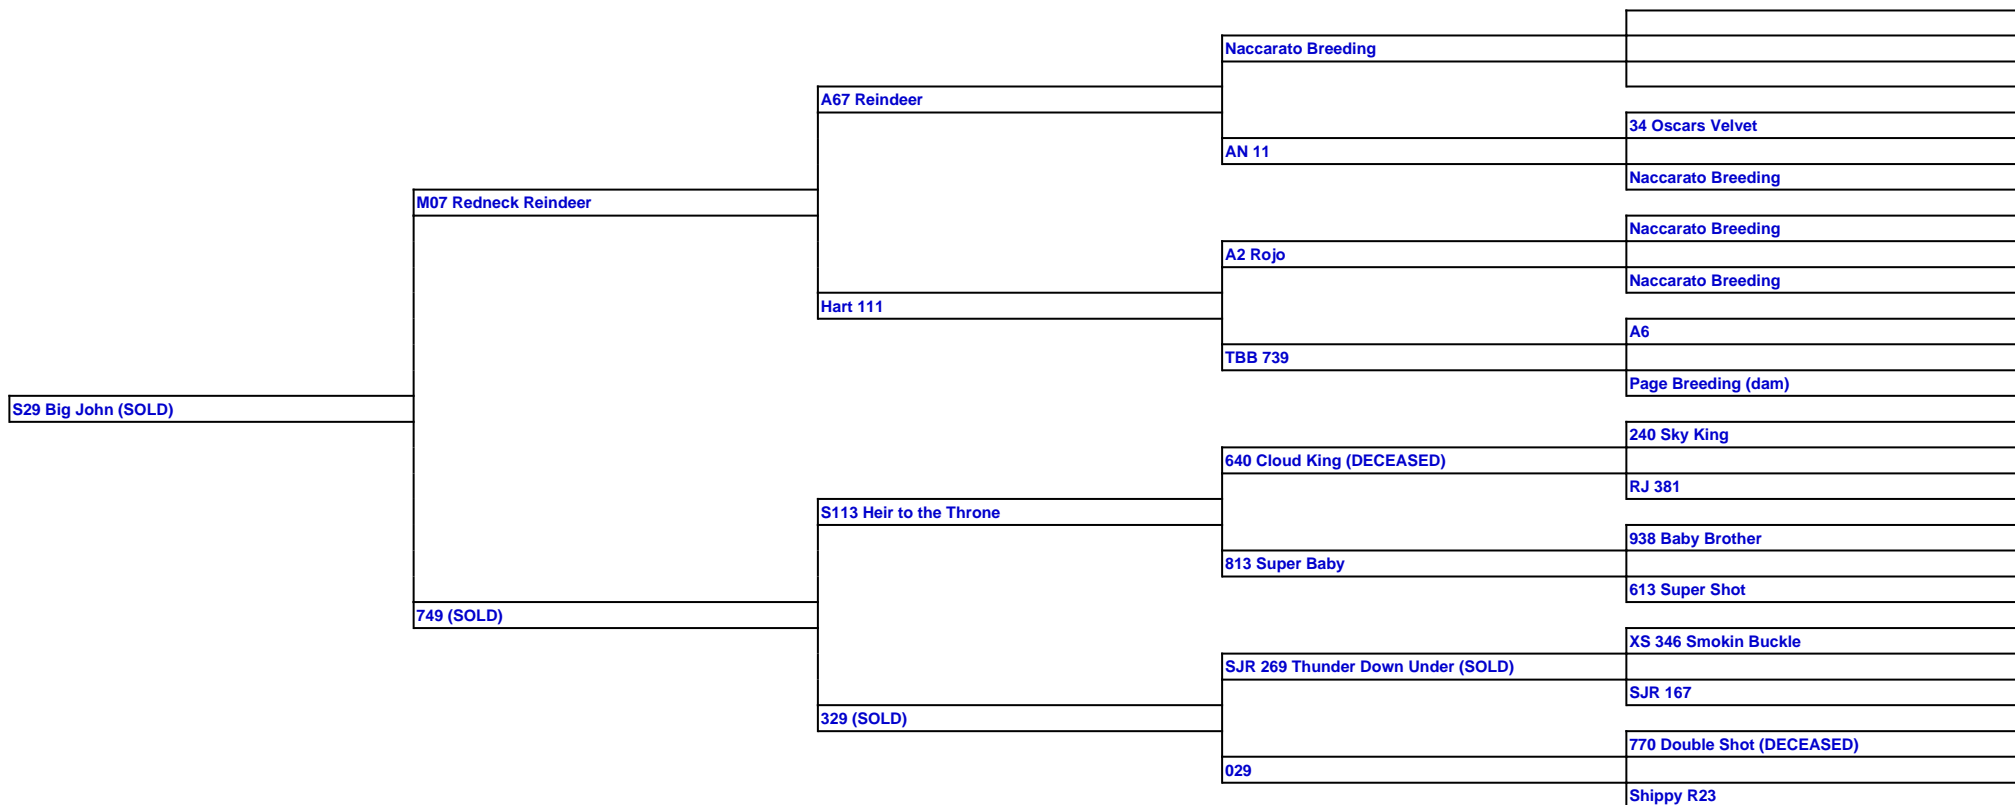 Naccarato Breeding
A67 Reindeer
34 Oscars Velvet
AN 11
Naccarato Breeding
M07 Redneck Reindeer
Naccarato Breeding
A2 Rojo
Naccarato Breeding
Hart 111
A6
TBB 739
Page Breeding (dam)
S29 Big John (SOLD)
240 Sky King
640 Cloud King (DECEASED)
RJ 381
S113 Heir to the Throne
938 Baby Brother
813 Super Baby
613 Super Shot
749 (SOLD)
XS 346 Smokin Buckle
SJR 269 Thunder Down Under (SOLD)
SJR 167
329 (SOLD)
770 Double Shot (DECEASED)
029
Shippy R23